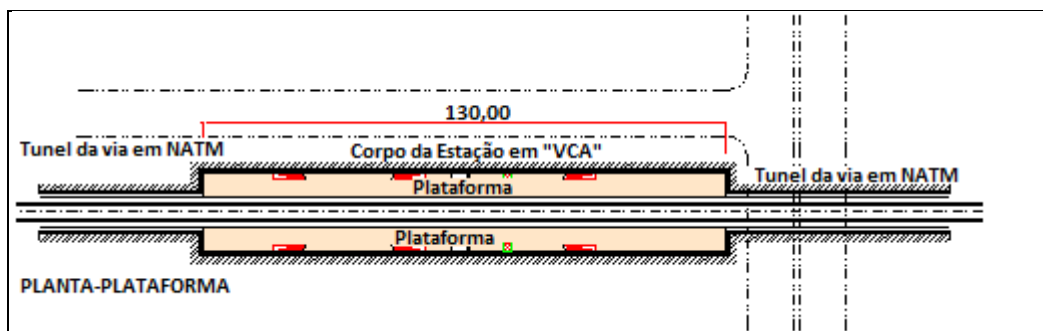 130,00
Tunel da via em NATM
Corpo da Estação em "VCA"
Tunel da via em NATM
Plataforma
Plataforma
PLANTA-PLATAFORMA